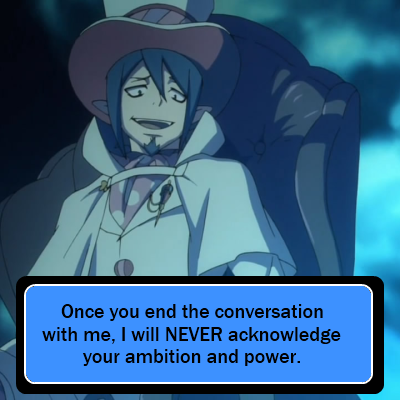 Once you end the conversation
with me, I will NEVER acknowledge
your ambition and power.